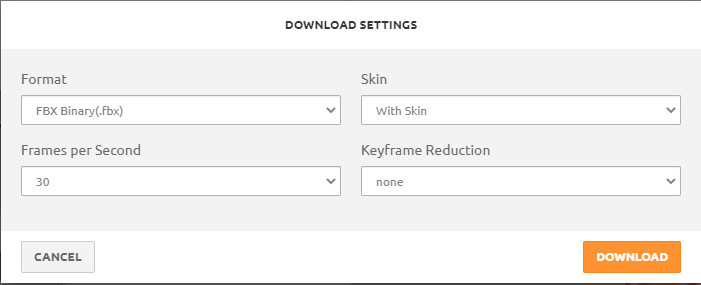 DOWNLOAD SETTINGS
Format Skin
FBX Binary(.fbx) With Skin
Frames per Second Keyframe Reduction
30 none
CANCEL DOWNLOAD